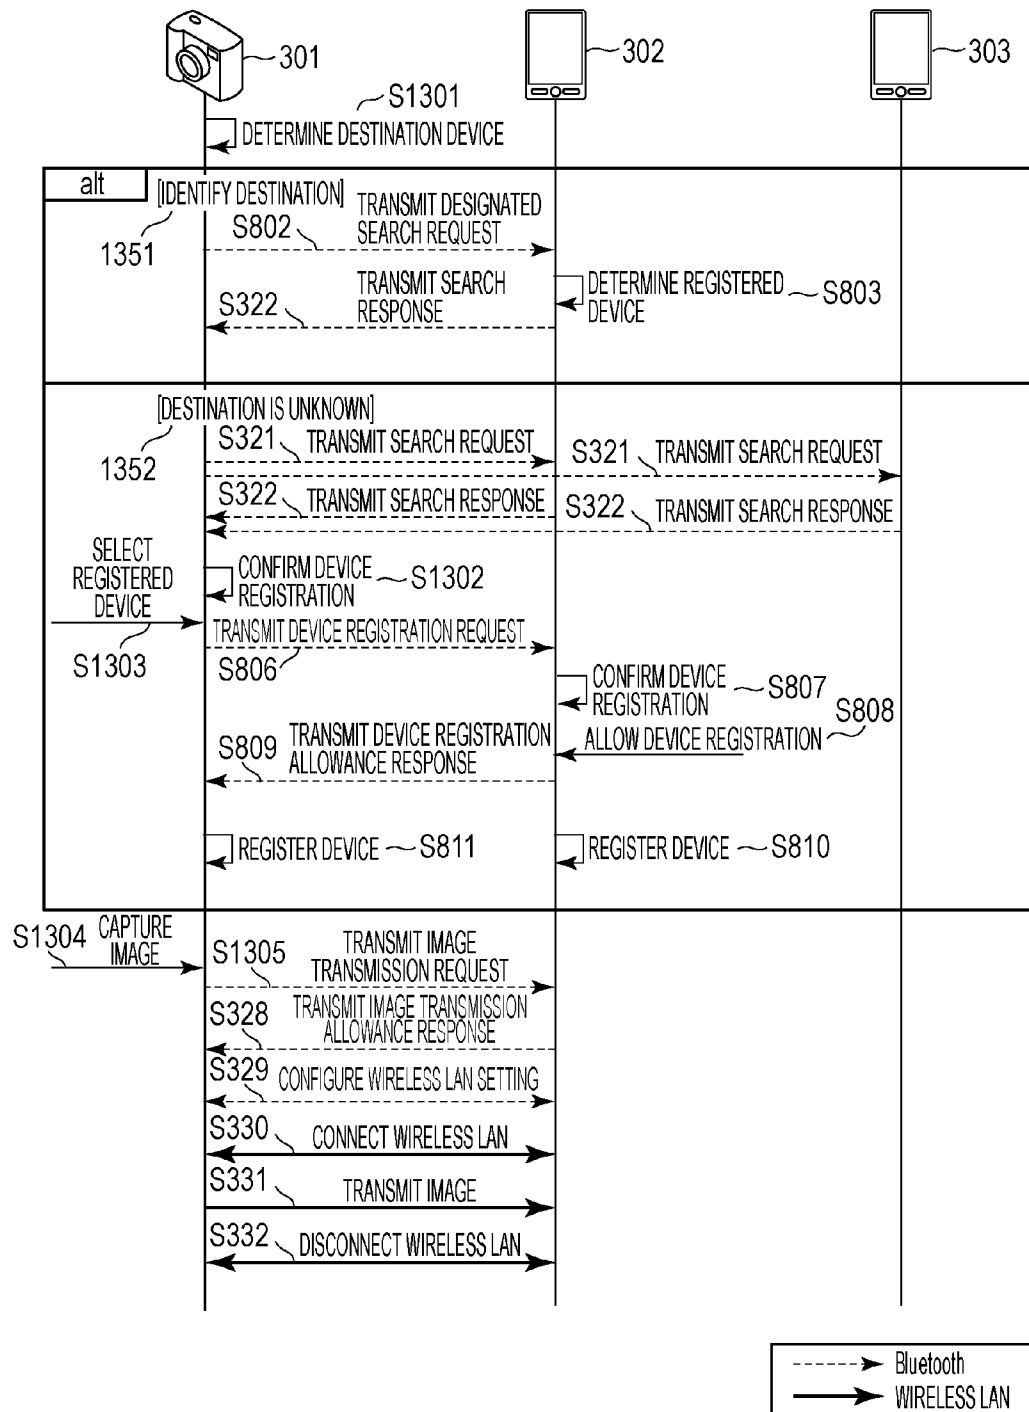 301
302
303
S1301
DETERMINE DESTINATION DEVICE
alt
[IDENTIFY DESTINATION]
1351
S802
TRANSMIT DESIGNATED
SEARCH REQUEST
S322
TRANSMIT SEARCH
RESPONSE
DETERMINE REGISTERED
DEVICE
S803
[DESTINATION IS UNKNOWN]
1352
S321
TRANSMIT SEARCH REQUEST
S321
TRANSMIT SEARCH REQUEST
S322
TRANSMIT SEARCH RESPONSE
S322
TRANSMIT SEARCH RESPONSE
SELECT
REGISTERED
DEVICE
S1303
CONFIRM DEVICE
REGISTRATION
S1302
TRANSMIT DEVICE REGISTRATION REQUEST
S806
CONFIRM DEVICE
REGISTRATION
S807
S808
ALLOW DEVICE REGISTRATION
S809
TRANSMIT DEVICE REGISTRATION
ALLOWANCE RESPONSE
REGISTER DEVICE
S811
REGISTER DEVICE
S810
S1304
CAPTURE
IMAGE
S1305
TRANSMIT IMAGE
TRANSMISSION REQUEST
S328
TRANSMIT IMAGE TRANSMISSION
ALLOWANCE RESPONSE
S329
CONFIGURE WIRELESS LAN SETTING
S330
CONNECT WIRELESS LAN
S331
TRANSMIT IMAGE
S332
DISCONNECT WIRELESS LAN
Bluetooth
WIRELESS LAN